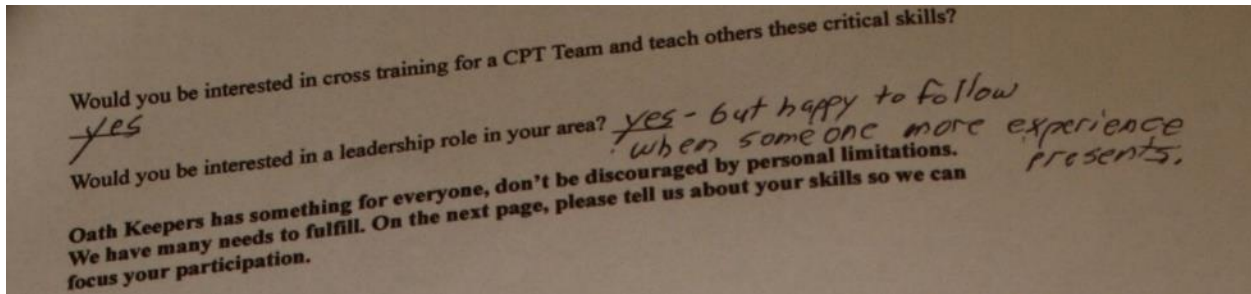 Would you be interested in cross training for a CPT Team and teach others these critical skills?
yes
Would you be interested in a leadership role in your area? yes - but happy to follow
when someone more experience
presents.
Oath Keepers has something for everyone, don't be discouraged by personal limitations.
We have many needs to fulfill. On the next page, please tell us about your skills so we can
focus your participation.